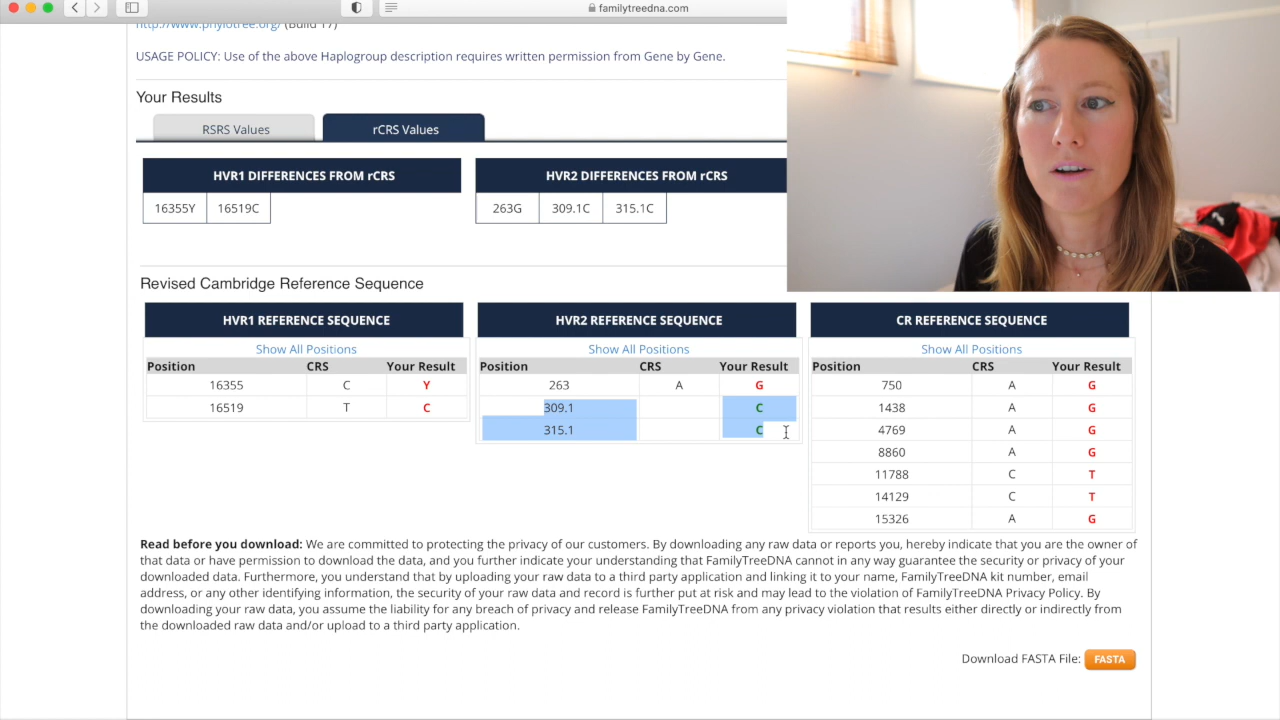 familytreedna.com
http://www.phylotree.org/ (Build 17)
USAGE POLICY: Use of the above Haplogroup description requires written permission from Gene by Gene.
Your Results
RSRS Values rCRS Values
HVR1 DIFFERENCES FROM rCRS HVR2 DIFFERENCES FROM rCRS
16355Y 16519C 263G 309.1C 315.1C
Revised Cambridge Reference Sequence
HVR1 REFERENCE SEQUENCE HVR2 REFERENCE SEQUENCE CR REFERENCE SEQUENCE
Show All Positions Show All Positions Show All Positions
Position CRS Your Result Position CRS Your Result Position CRS Your Result
16355 C Y 263 A G 750 A G
16519 T C 309.1 C 1438 A G
315.1 C 4769 A G
8860 A G
11788 C T
14129 C T
15326 A G
Read before you download: We are committed to protecting the privacy of our customers. By downloading any raw data or reports you, hereby indicate that you are the owner of
that data or have permission to download the data, and you further indicate your understanding that FamilyTreeDNA cannot in any way guarantee the security or privacy of your
downloaded data. Furthermore, you understand that by uploading your raw data to a third party application and linking it to your name, FamilyTreeDNA kit number, email
address, or any other identifying information, the security of your raw data and record is further put at risk and may lead to the violation of FamilyTreeDNA Privacy Policy. By
downloading your raw data, you assume the liability for any breach of privacy and release FamilyTreeDNA from any privacy violation that results either directly or indirectly from
the downloaded raw data and/or upload to a third party application.
Download FASTA File: FASTA